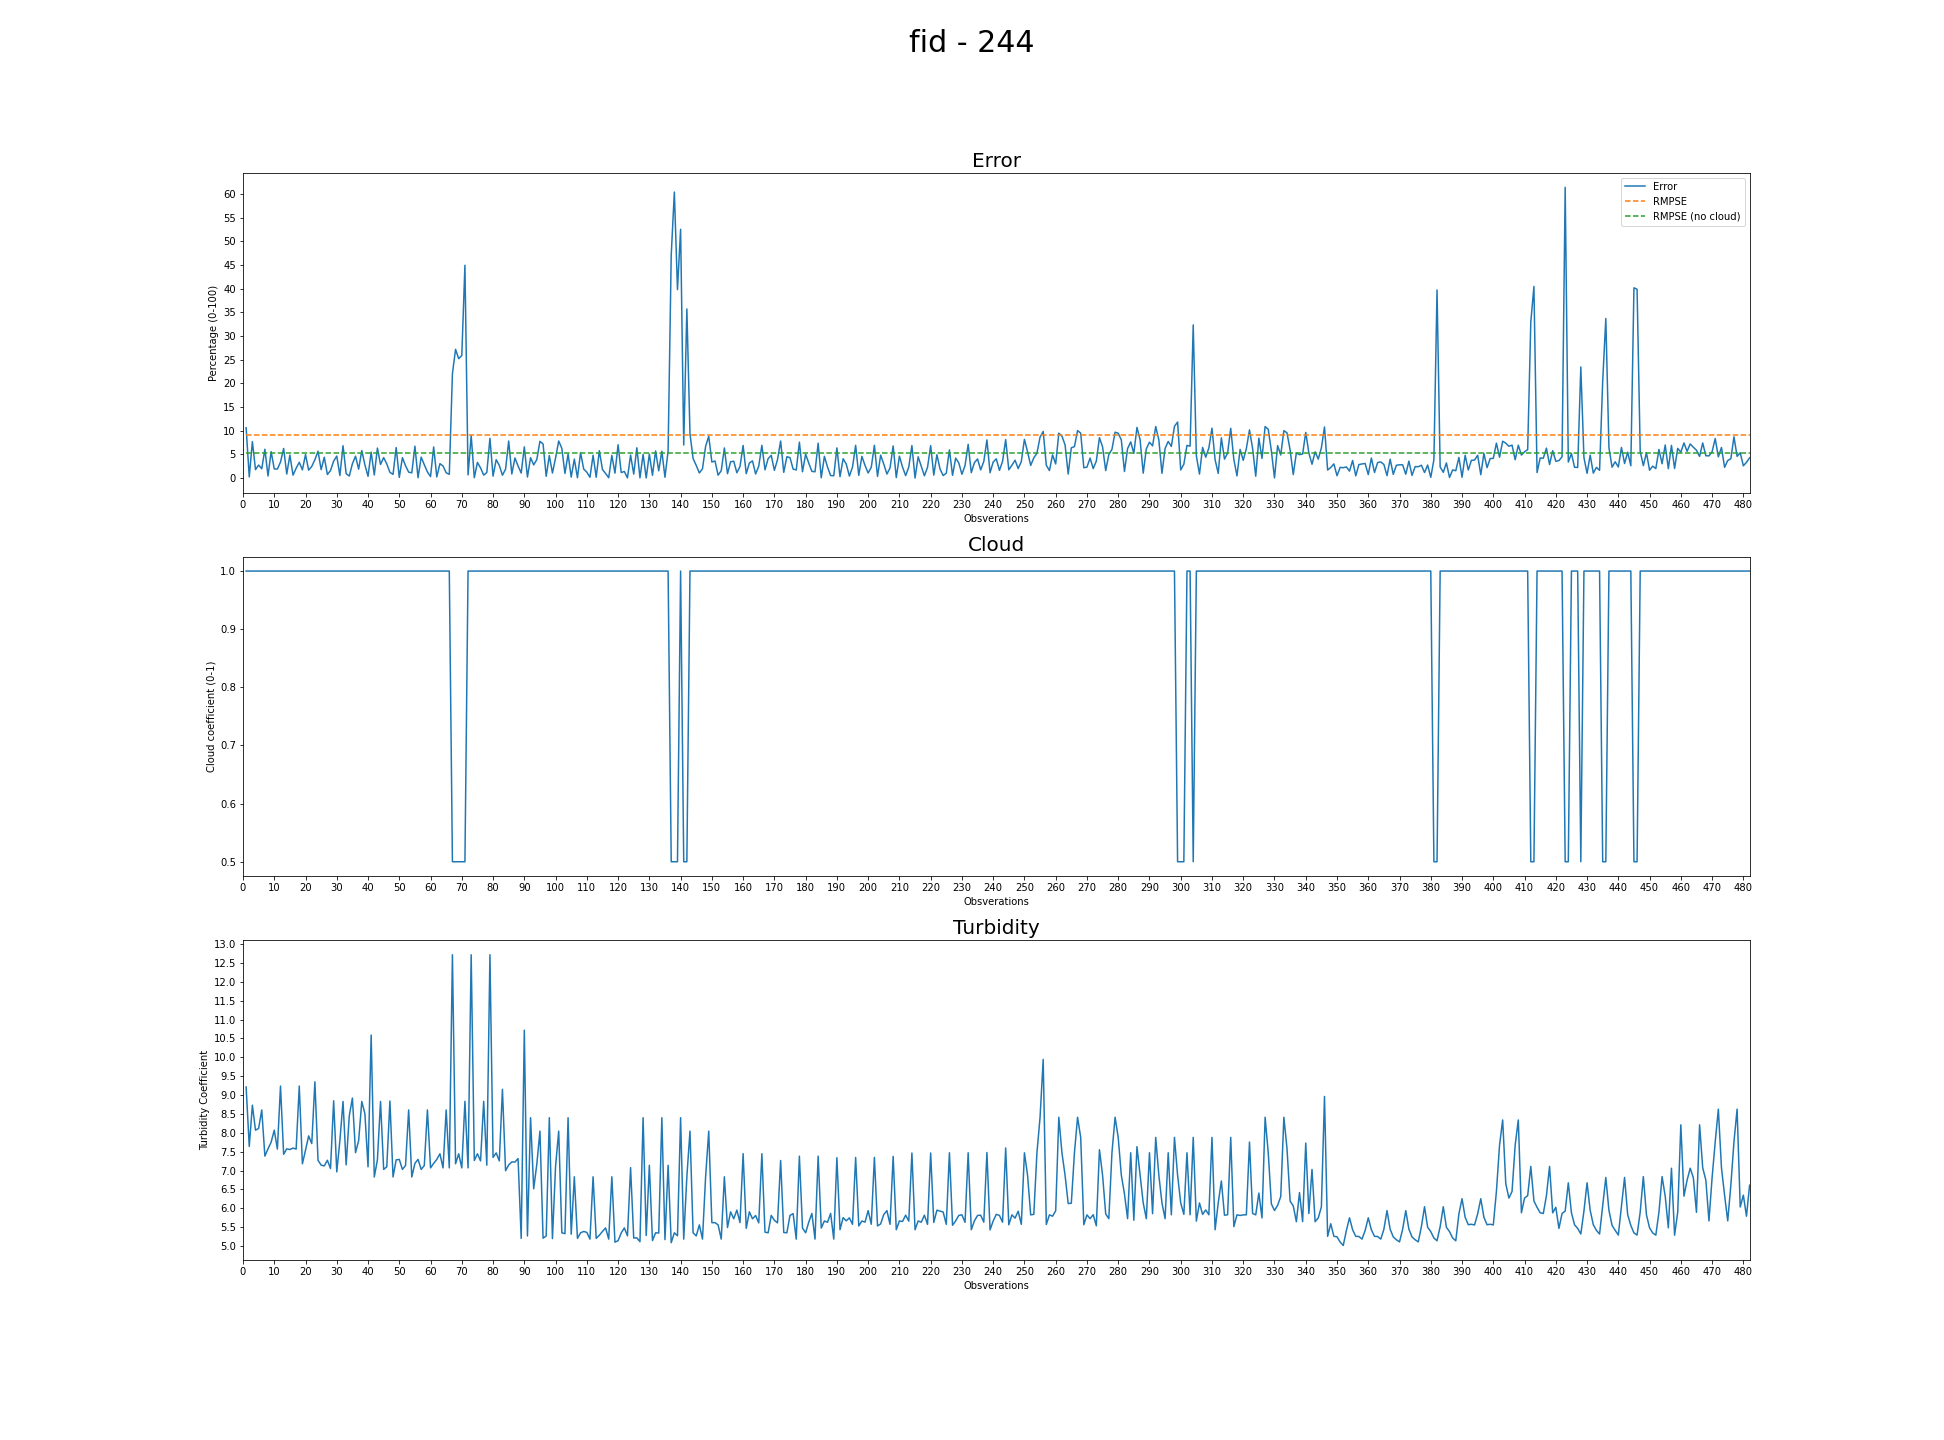 fid - 244
Error
60
55
50
45
40
35
30
25
20
15
10
5
0
Percentage (0-100)
Error
RMPSE
RMPSE (no cloud)
0 10 20 30 40 50 60 70 80 90 100 110 120 130 140 150 160 170 180 190 200 210 220 230 240 250 260 270 280 290 300 310 320 330 340 350 360 370 380 390 400 410 420 430 440 450 460 470 480
Obsverations
Cloud
1.0
0.9
0.8
0.7
0.6
0.5
Cloud coefficient (0-1)
0 10 20 30 40 50 60 70 80 90 100 110 120 130 140 150 160 170 180 190 200 210 220 230 240 250 260 270 280 290 300 310 320 330 340 350 360 370 380 390 400 410 420 430 440 450 460 470 480
Obsverations
Turbidity
13.0
12.5
12.0
11.5
11.0
10.5
10.0
9.5
9.0
8.5
8.0
7.5
7.0
6.5
6.0
5.5
5.0
Turbidity Coefficient
0 10 20 30 40 50 60 70 80 90 100 110 120 130 140 150 160 170 180 190 200 210 220 230 240 250 260 270 280 290 300 310 320 330 340 350 360 370 380 390 400 410 420 430 440 450 460 470 480
Obsverations